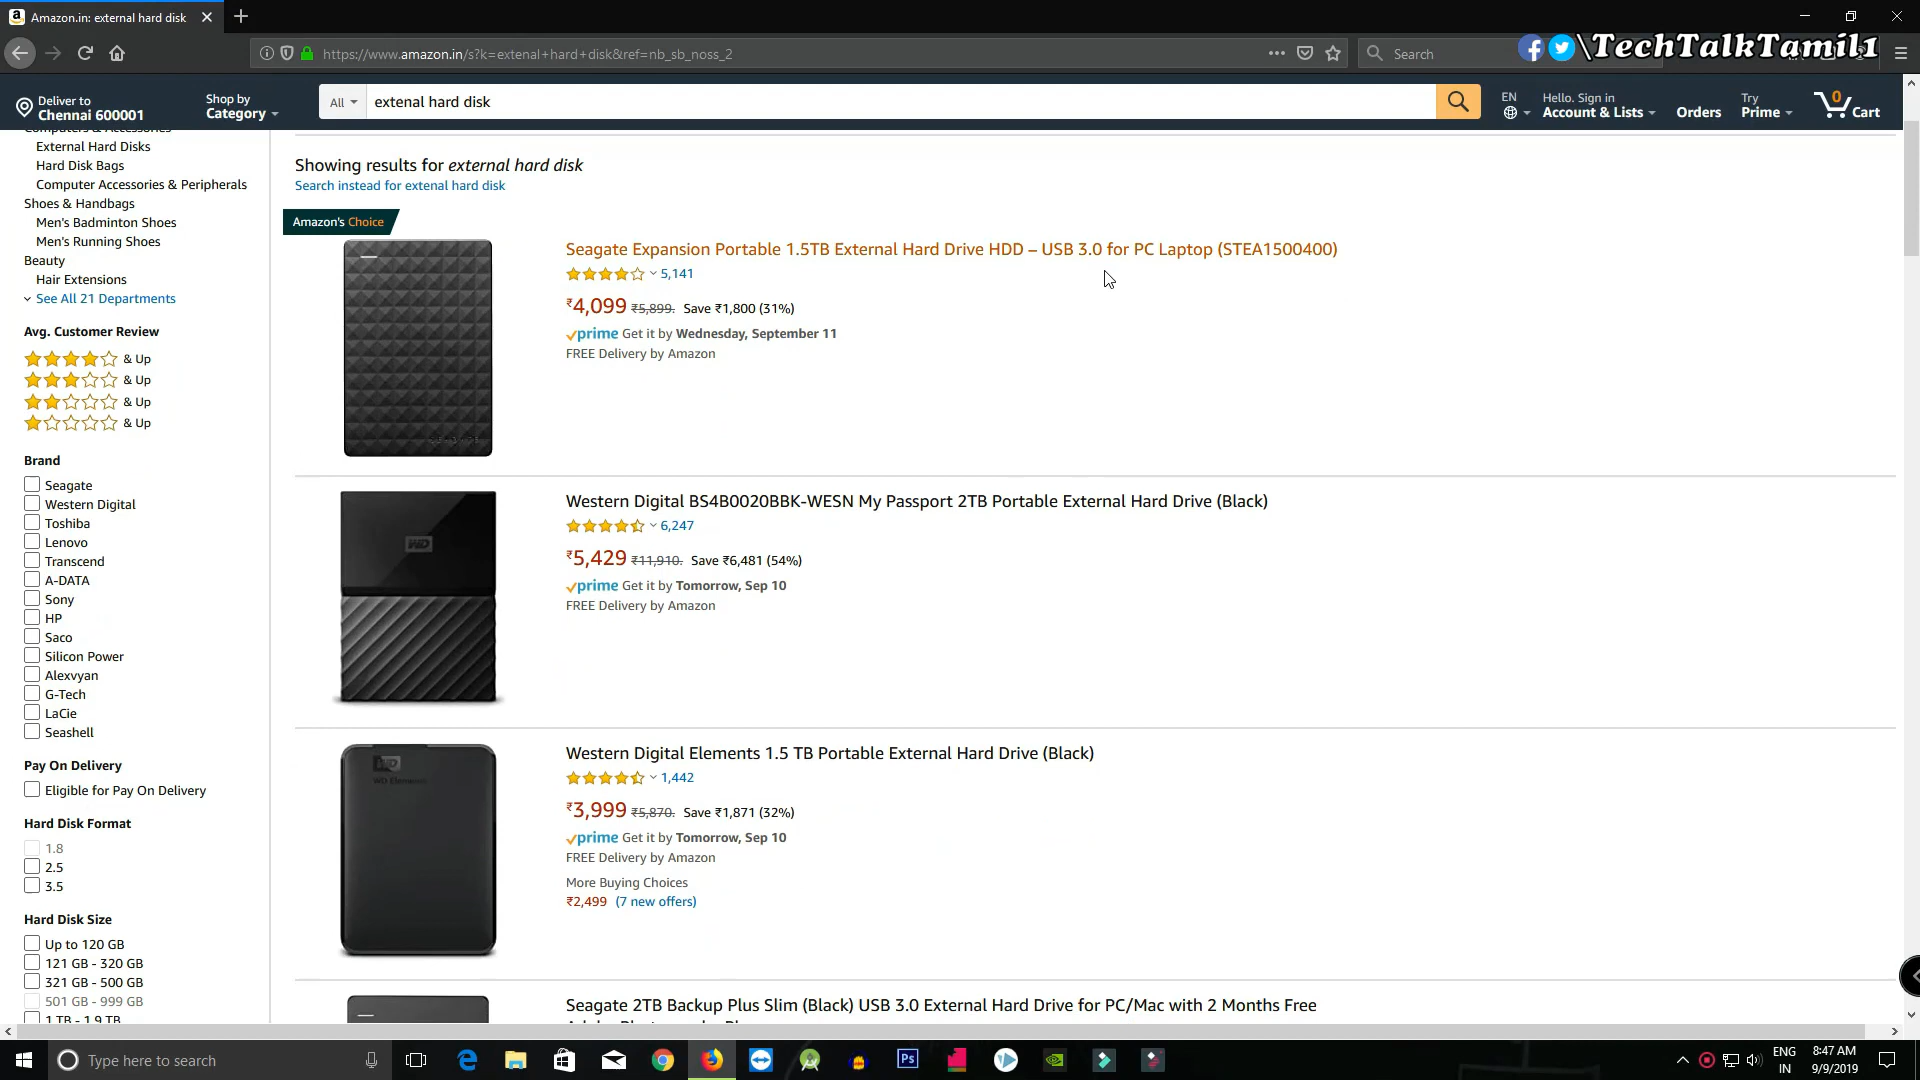 Amazon.in: external hard disk
https://www.amazon.in/s?k=extenal+hard+disk&ref=nb_sb_noss_2
Search
\TechTalkTamil1
Deliver to
Chennai 600001
Shop by
Category
All
extenal hard disk
EN
Hello. Sign in
Account & Lists
Orders
Try
Prime
0
Cart
Computers & Accessories
External Hard Disks
Hard Disk Bags
Computer Accessories & Peripherals
Shoes & Handbags
Men's Badminton Shoes
Men's Running Shoes
Beauty
Hair Extensions
See All 21 Departments
Avg. Customer Review
& Up
& Up
& Up
& Up
Brand
Seagate
Western Digital
Toshiba
Lenovo
Transcend
A-DATA
Sony
HP
Saco
Silicon Power
Alexvyan
G-Tech
LaCie
Seashell
Pay On Delivery
Eligible for Pay On Delivery
Hard Disk Format
1.8
2.5
3.5
Hard Disk Size
Up to 120 GB
121 GB - 320 GB
321 GB - 500 GB
501 GB - 999 GB
1 TB - 1.9 TB
Showing results for external hard disk
Search instead for extenal hard disk
Amazon's Choice
Seagate Expansion Portable 1.5TB External Hard Drive HDD – USB 3.0 for PC Laptop (STEA1500400)
5,141
₹4,099 ₹5,899. Save ₹1,800 (31%)
prime Get it by Wednesday, September 11
FREE Delivery by Amazon
WD
Western Digital BS4B0020BBK-WESN My Passport 2TB Portable External Hard Drive (Black)
6,247
₹5,429 ₹11,910. Save ₹6,481 (54%)
prime Get it by Tomorrow, Sep 10
FREE Delivery by Amazon
WD
WD Elements
Western Digital Elements 1.5 TB Portable External Hard Drive (Black)
1,442
₹3,999 ₹5,870. Save ₹1,871 (32%)
prime Get it by Tomorrow, Sep 10
FREE Delivery by Amazon
More Buying Choices
₹2,499 (7 new offers)
Seagate 2TB Backup Plus Slim (Black) USB 3.0 External Hard Drive for PC/Mac with 2 Months Free
Type here to search
Ps
ENG
IN
8:47 AM
9/9/2019